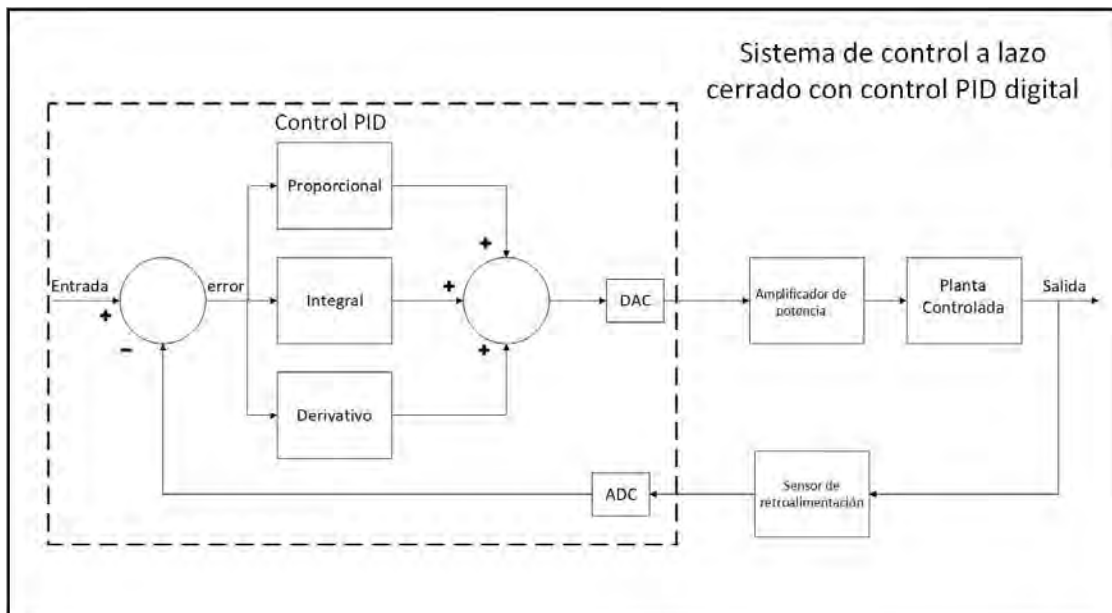 Sistema de control a lazo
cerrado con control PID digital
Control PID
Proporcional
Entrada
+
−
error
Integral
Derivativo
+
+
+
DAC
Amplificador de
potencia
Planta
Controlada
Salida
ADC
Sensor de
retroalimentación